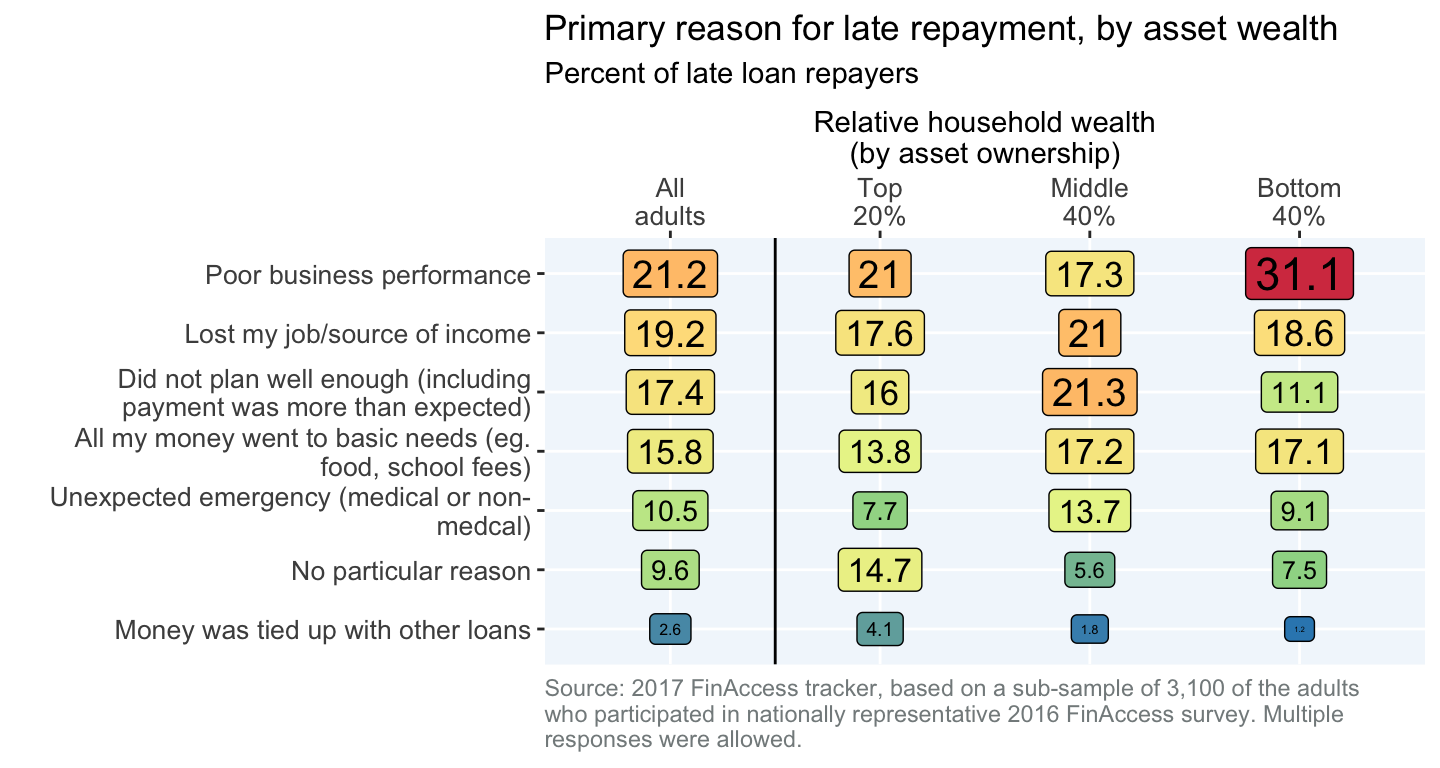 Primary reason for late repayment, by asset wealth
Percent of late loan repayers
Relative household wealth
(by asset ownership)
All
adults
Top
20%
Middle
40%
Bottom
40%
Poor business performance
21.2
21
17.3
31.1
Lost my job/source of income
19.2
17.6
21
18.6
Did not plan well enough (including
payment was more than expected)
17.4
16
21.3
11.1
All my money went to basic needs (eg.
food, school fees)
15.8
13.8
17.2
17.1
Unexpected emergency (medical or non-
medcal)
10.5
7.7
13.7
9.1
No particular reason
9.6
14.7
5.6
7.5
Money was tied up with other loans
2.6
4.1
1.8
1.2
Source: 2017 FinAccess tracker, based on a sub-sample of 3,100 of the adults
who participated in nationally representative 2016 FinAccess survey. Multiple
responses were allowed.